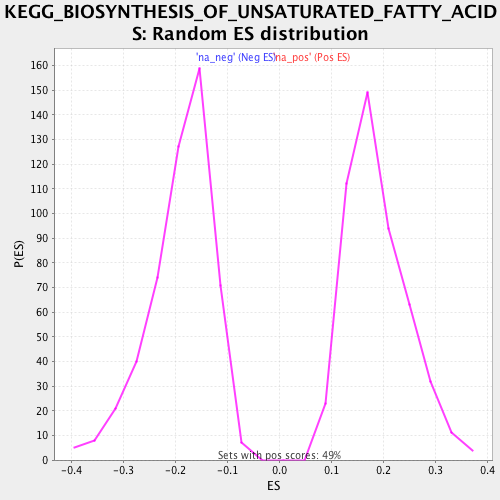 KEGG_BIOSYNTHESIS_OF_UNSATURATED_FATTY_ACID
S: Random ES distribution
'na_neg' (Neg ES) 'na_pos' (Pos ES)
160
150
140
130
120
110
100
90
80
70
60
50
40
30
20
10
0
P(ES)
Sets with pos scores: 49%
-0.4 -0.3 -0.2 -0.1 0.0 0.1 0.2 0.3 0.4
ES